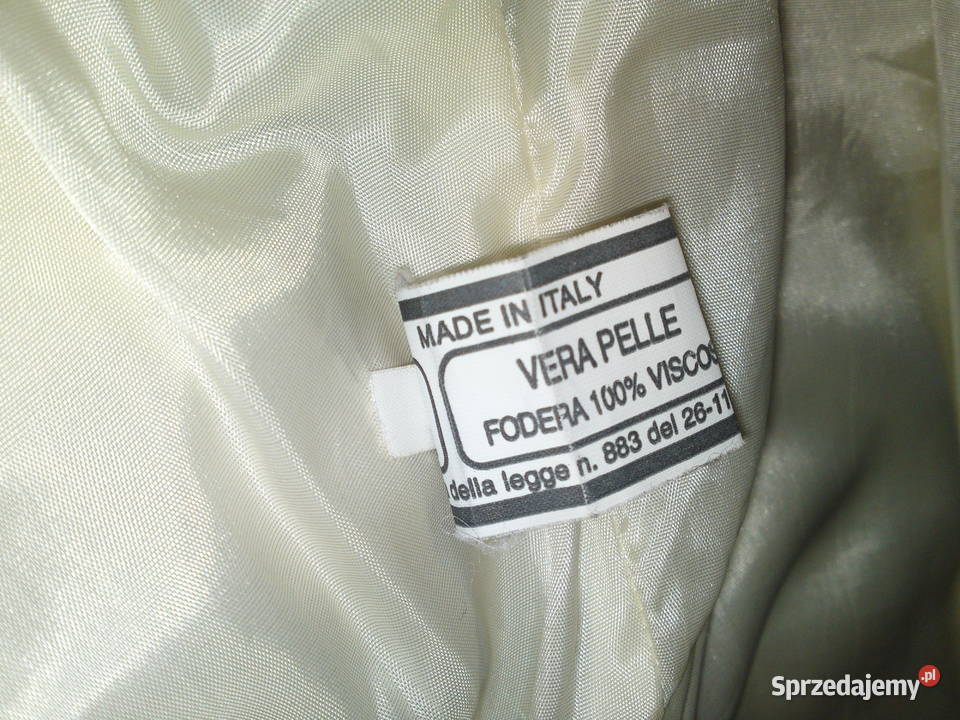 MADE IN ITALY
VERA PELLE
FODERA 100% VISCOS
della legge n. 883 del 26-11
Sprzedajemy.pl